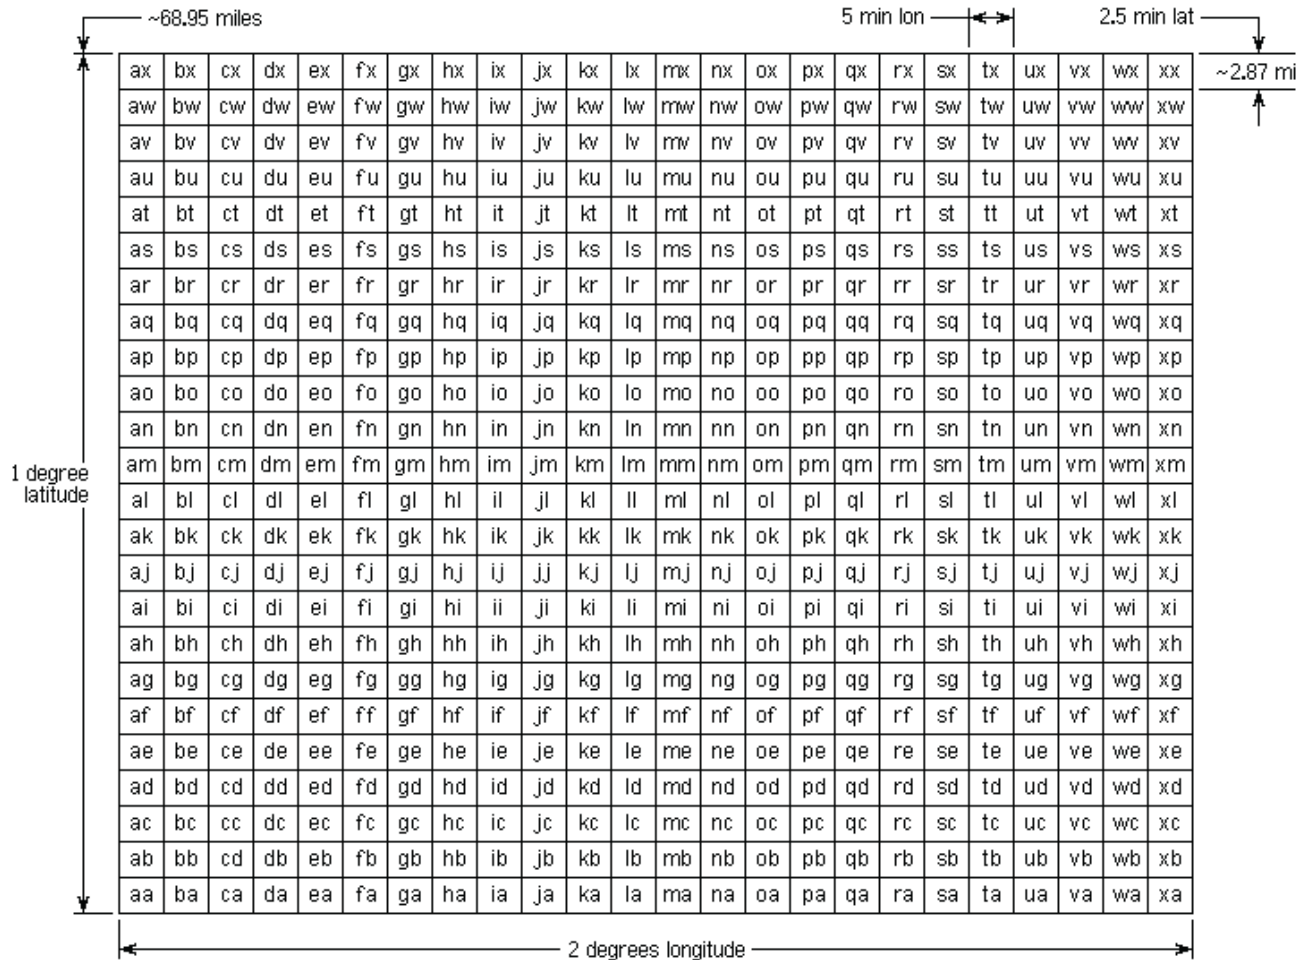 ~68.95 miles 5 min lon 2.5 min lat
ax bx cx dx ex fx gx hx ix jx kx lx mx nx ox px qx rx sx tx ux vx wx xx ~2.87 mi
aw bw cw dw ew fw gw hw iw jw kw lw mw nw ow pw qw rw sw tw uw vw ww xw
av bv cv dv ev fv gv hv iv jv kv lv mv nv ov pv qv rv sv tv uv vv wv xv
au bu cu du eu fu gu hu iu ju ku lu mu nu ou pu qu ru su tu uu vu wu xu
at bt ct dt et ft gt ht it jt kt lt mt nt ot pt qt rt st tt ut vt wt xt
as bs cs ds es fs gs hs is js ks ls ms ns os ps qs rs ss ts us vs ws xs
ar br cr dr er fr gr hr ir jr kr lr mr nr or pr qr rr sr tr ur vr wr xr
aq bq cq dq eq fq gq hq iq jq kq lq mq nq oq pq qq rq sq tq uq vq wq xq
ap bp cp dp ep fp gp hp ip jp kp lp mp np op pp qp rp sp tp up vp wp xp
ao bo co do eo fo go ho io jo ko lo mo no oo po qo ro so to uo vo wo xo
an bn cn dn en fn gn hn in jn kn ln mn nn on pn qn rn sn tn un vn wn xn
1 degree am bm cm dm em fm gm hm im jm km lm mm nm om pm qm rm sm tm um vm wm xm
latitude al bl cl dl el fl gl hl il jl kl ll ml nl ol pl ql rl sl tl ul vl wl xl
ak bk ck dk ek fk gk hk ik jk kk lk mk nk ok pk qk rk sk tk uk vk wk xk
aj bj cj dj ej fj gj hj ij jj kj lj mj nj oj pj qj rj sj tj uj vj wj xj
ai bi ci di ei fi gi hi ii ji ki li mi ni oi pi qi ri si ti ui vi wi xi
ah bh ch dh eh fh gh hh ih jh kh lh mh nh oh ph qh rh sh th uh vh wh xh
ag bg cg dg eg fg gg hg ig jg kg lg mg ng og pg qg rg sg tg ug vg wg xg
af bf cf df ef ff gf hf if jf kf lf mf nf of pf qf rf sf tf uf vf wf xf
ae be ce de ee fe ge he ie je ke le me ne oe pe qe re se te ue ve we xe
ad bd cd dd ed fd gd hd id jd kd ld md nd od pd qd rd sd td ud vd wd xd
ac bc cc dc ec fc gc hc ic jc kc lc mc nc oc pc qc rc sc tc uc vc wc xc
ab bb cd db eb fb gb hb ib jb kb lb mb nb ob pb qb rb sb tb ub vb wb xb
aa ba ca da ea fa ga ha ia ja ka la ma na oa pa qa ra sa ta ua va wa xa
2 degrees longitude